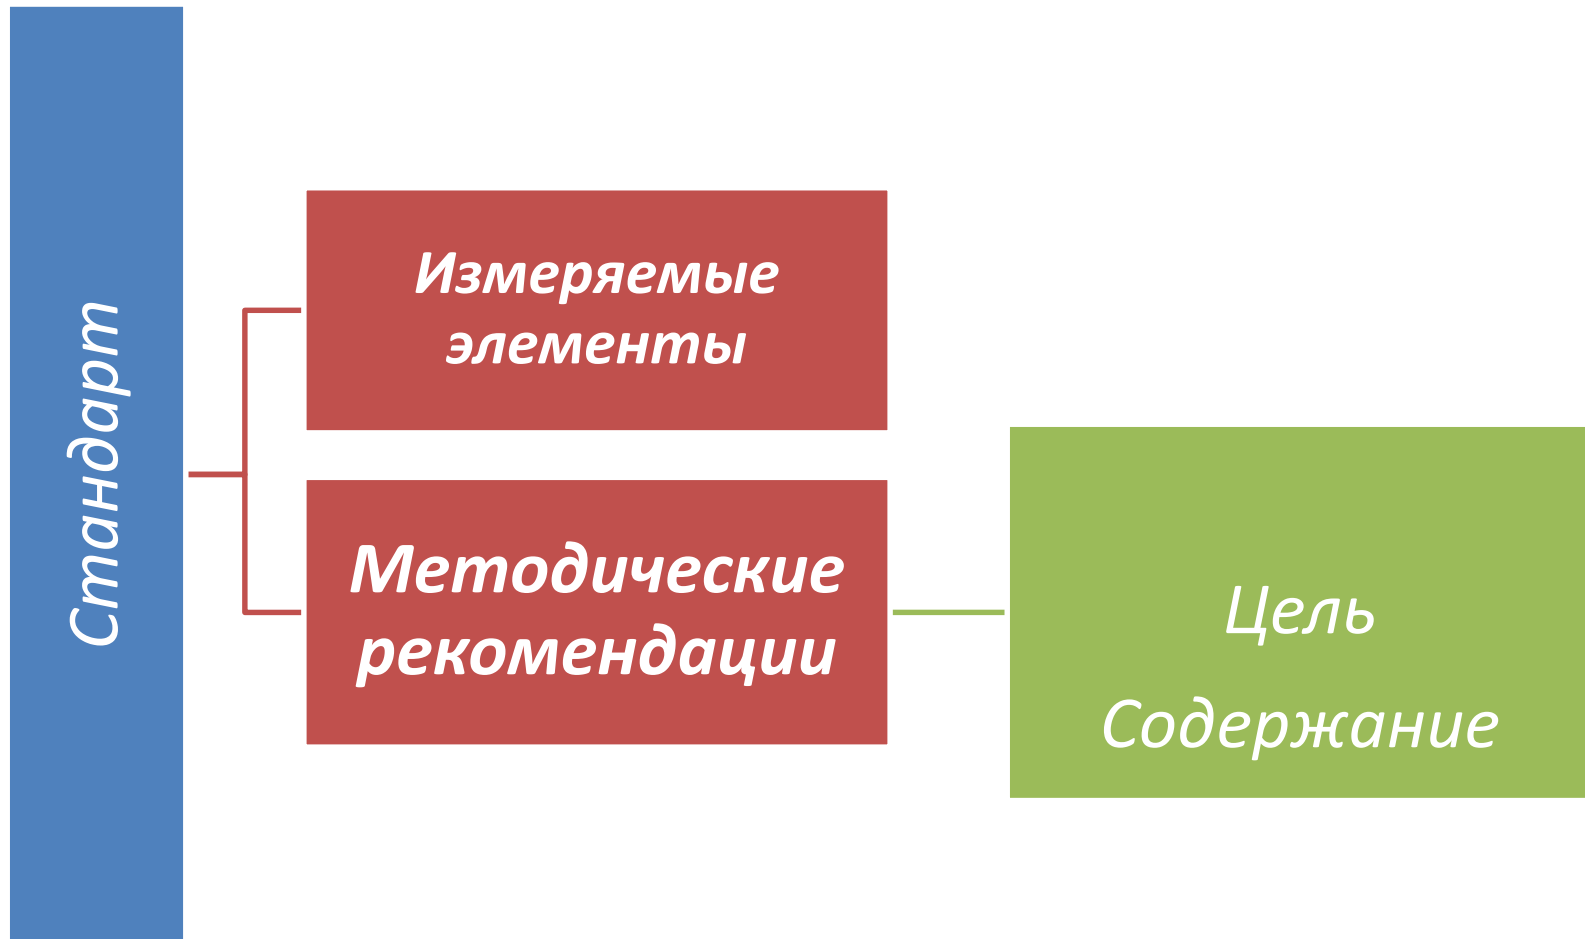 Стандарт
Измеряемые
элементы
Методические
рекомендации
Цель
Содержание